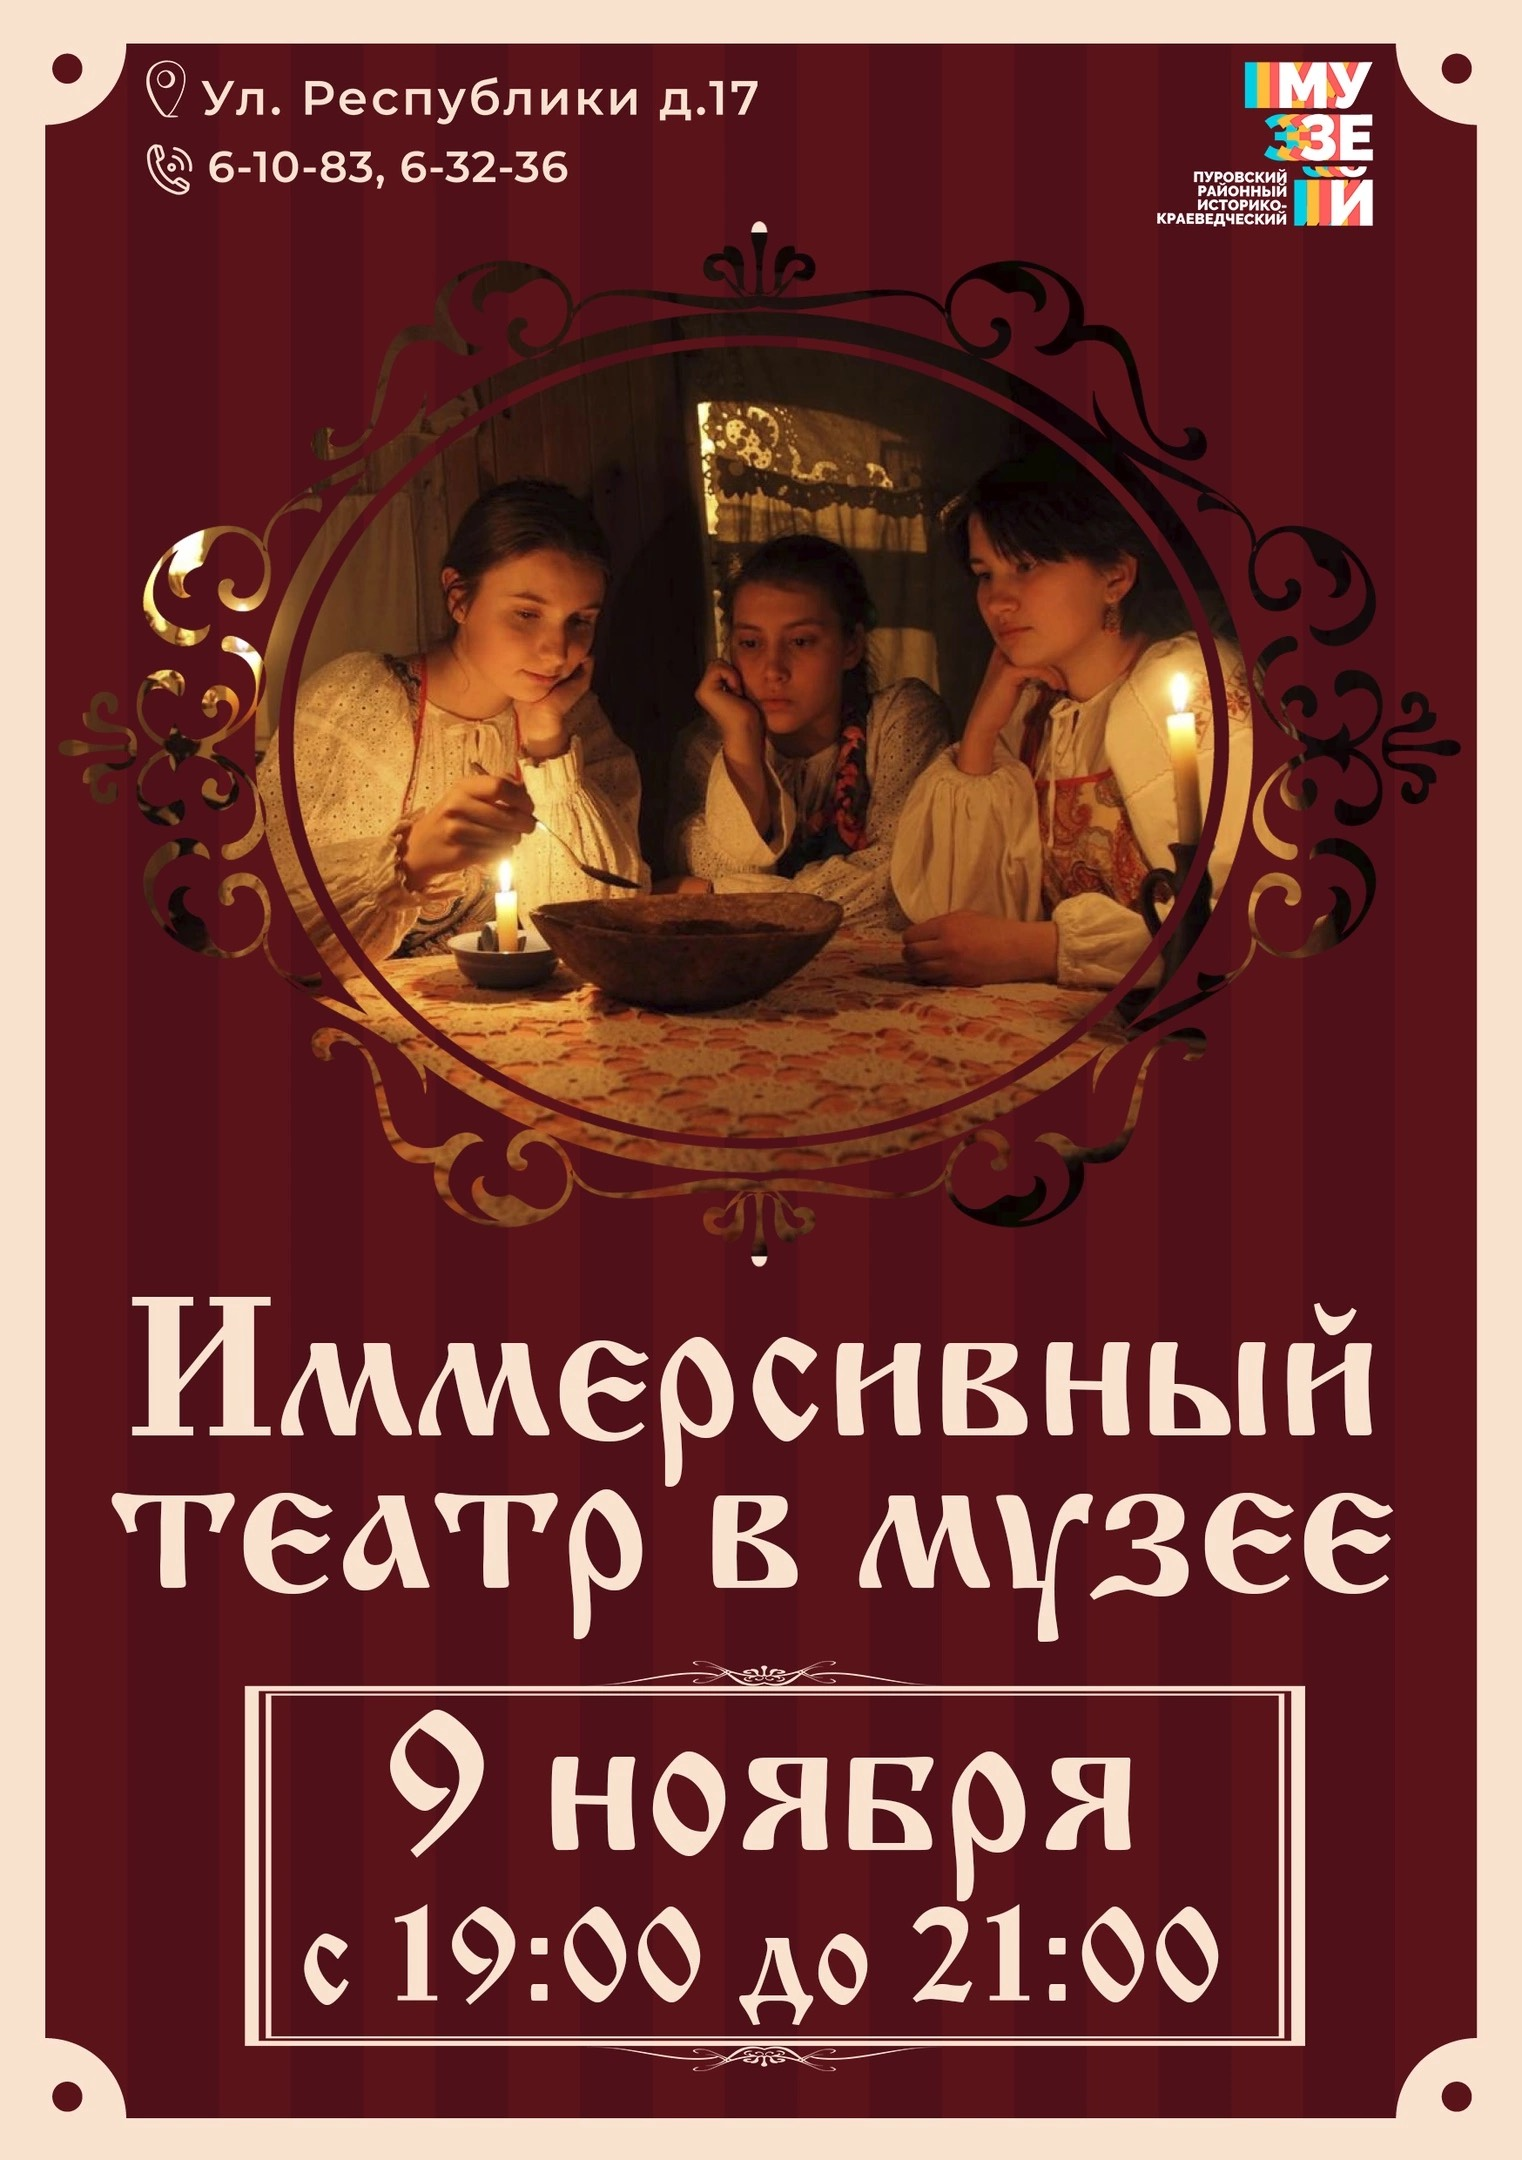 Ул. Республики д.17
6-10-83, 6-32-36
МУ
ЗЕ
Й
ПУРОВСКИЙ
РАЙОННЫЙ
ИСТОРИКО-
КРАЕВЕДЧЕСКИЙ
Иммерсивный
театр в музее
9 ноября
с 19:00 до 21:00